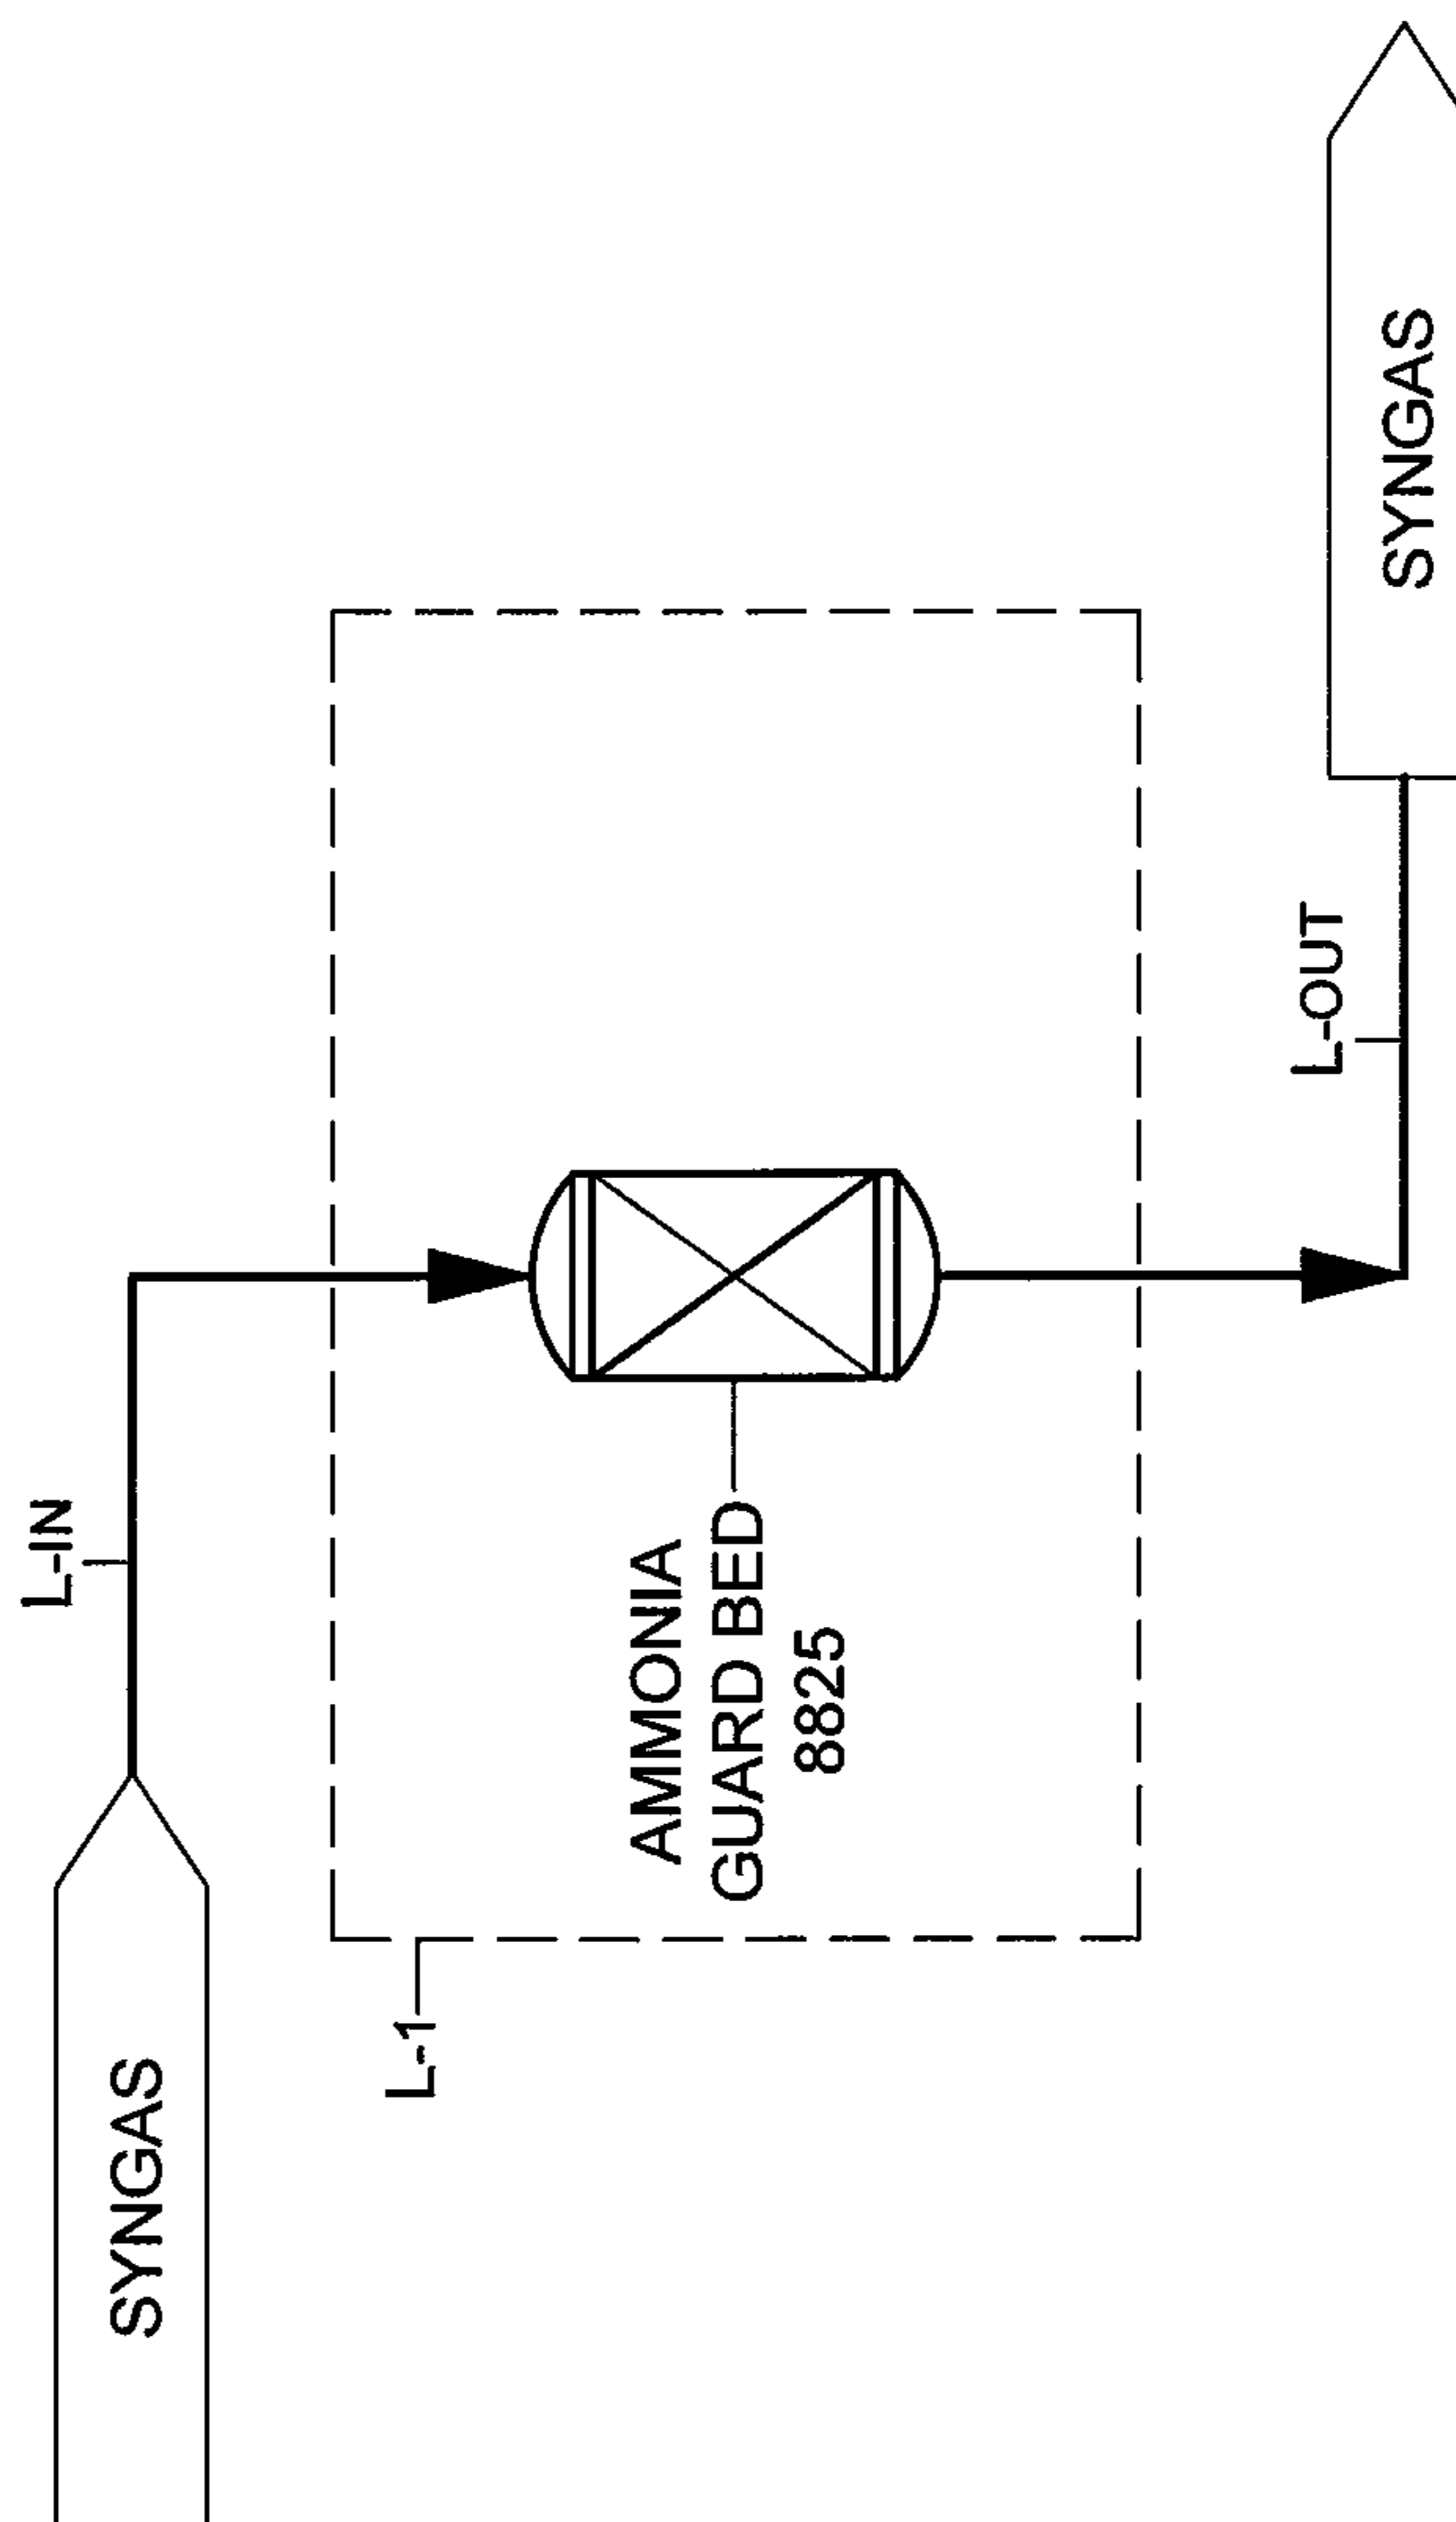 SYNGAS
L-IN
L-1
AMMONIA
GUARD BED
8825
L-OUT
SYNGAS